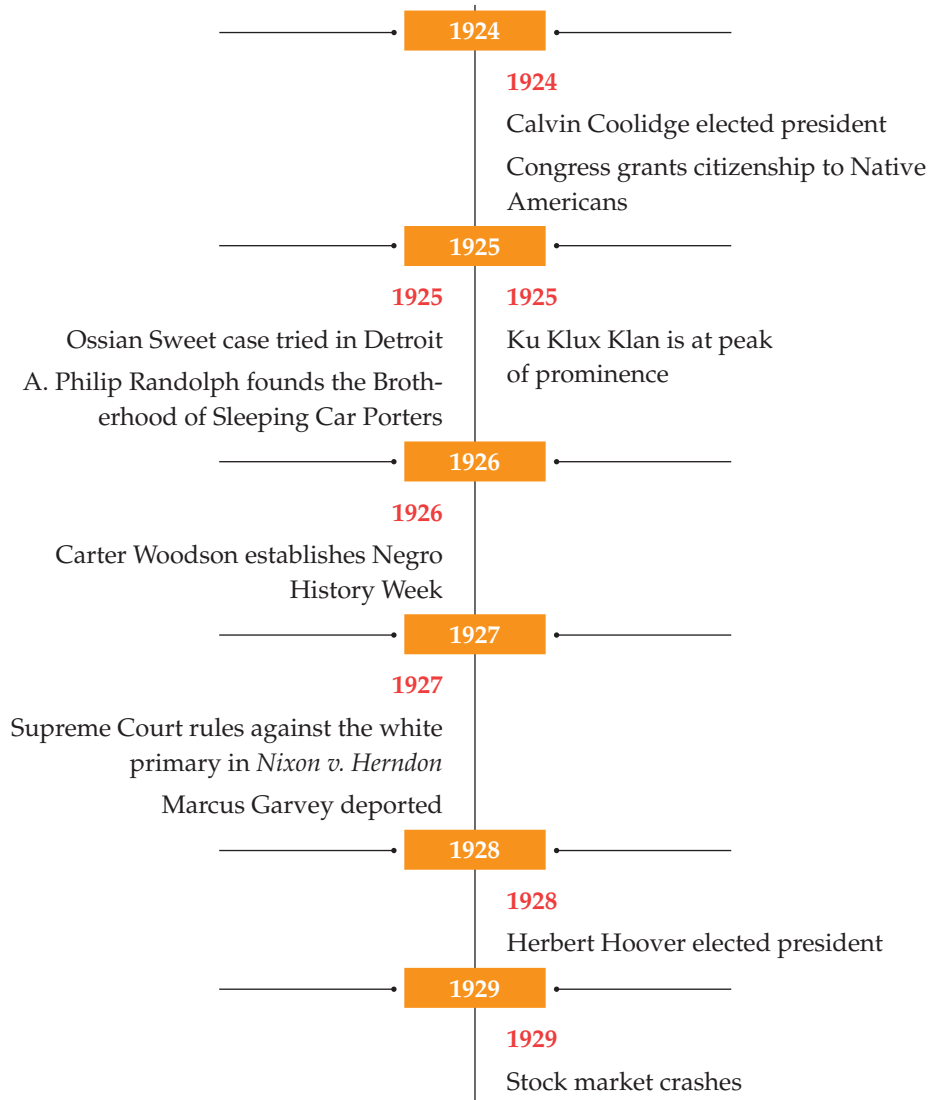 1924
1924
Calvin Coolidge elected president
Congress grants citizenship to Native
Americans
1925
1925
Ossian Sweet case tried in Detroit
A. Philip Randolph founds the Broth-
erhood of Sleeping Car Porters
1925
Ku Klux Klan is at peak
of prominence
1926
1926
Carter Woodson establishes Negro
History Week
1927
1927
Supreme Court rules against the white
primary in Nixon v. Herndon
Marcus Garvey deported
1928
1928
Herbert Hoover elected president
1929
1929
Stock market crashes